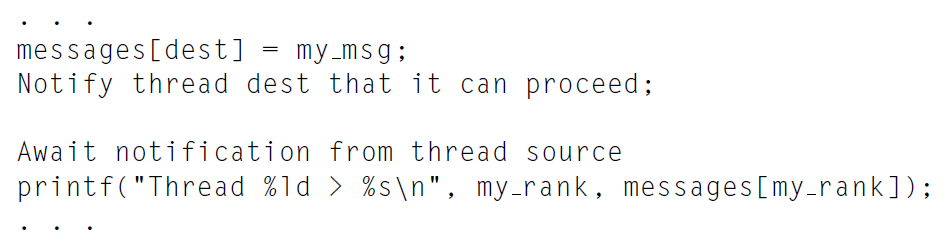 . . .
messages[dest] = my_msg;
Notify thread dest that it can proceed;
Await notification from thread source
printf("Thread %ld > %s\n", my_rank, messages[my_rank]);
. . .